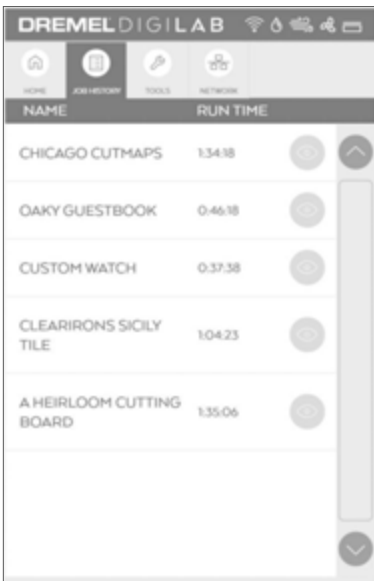 DREMEL DIGILAB
HOME
JOB HISTORY
TOOLS
NETWORK
NAME RUN TIME
CHICAGO CUTMAPS 1:34:18
OAKY GUESTBOOK 0:46:18
CUSTOM WATCH 0:37:38
CLEARIRONS SICILY
TILE 1:04:23
A HEIRLOOM CUTTING
BOARD 1:35:06